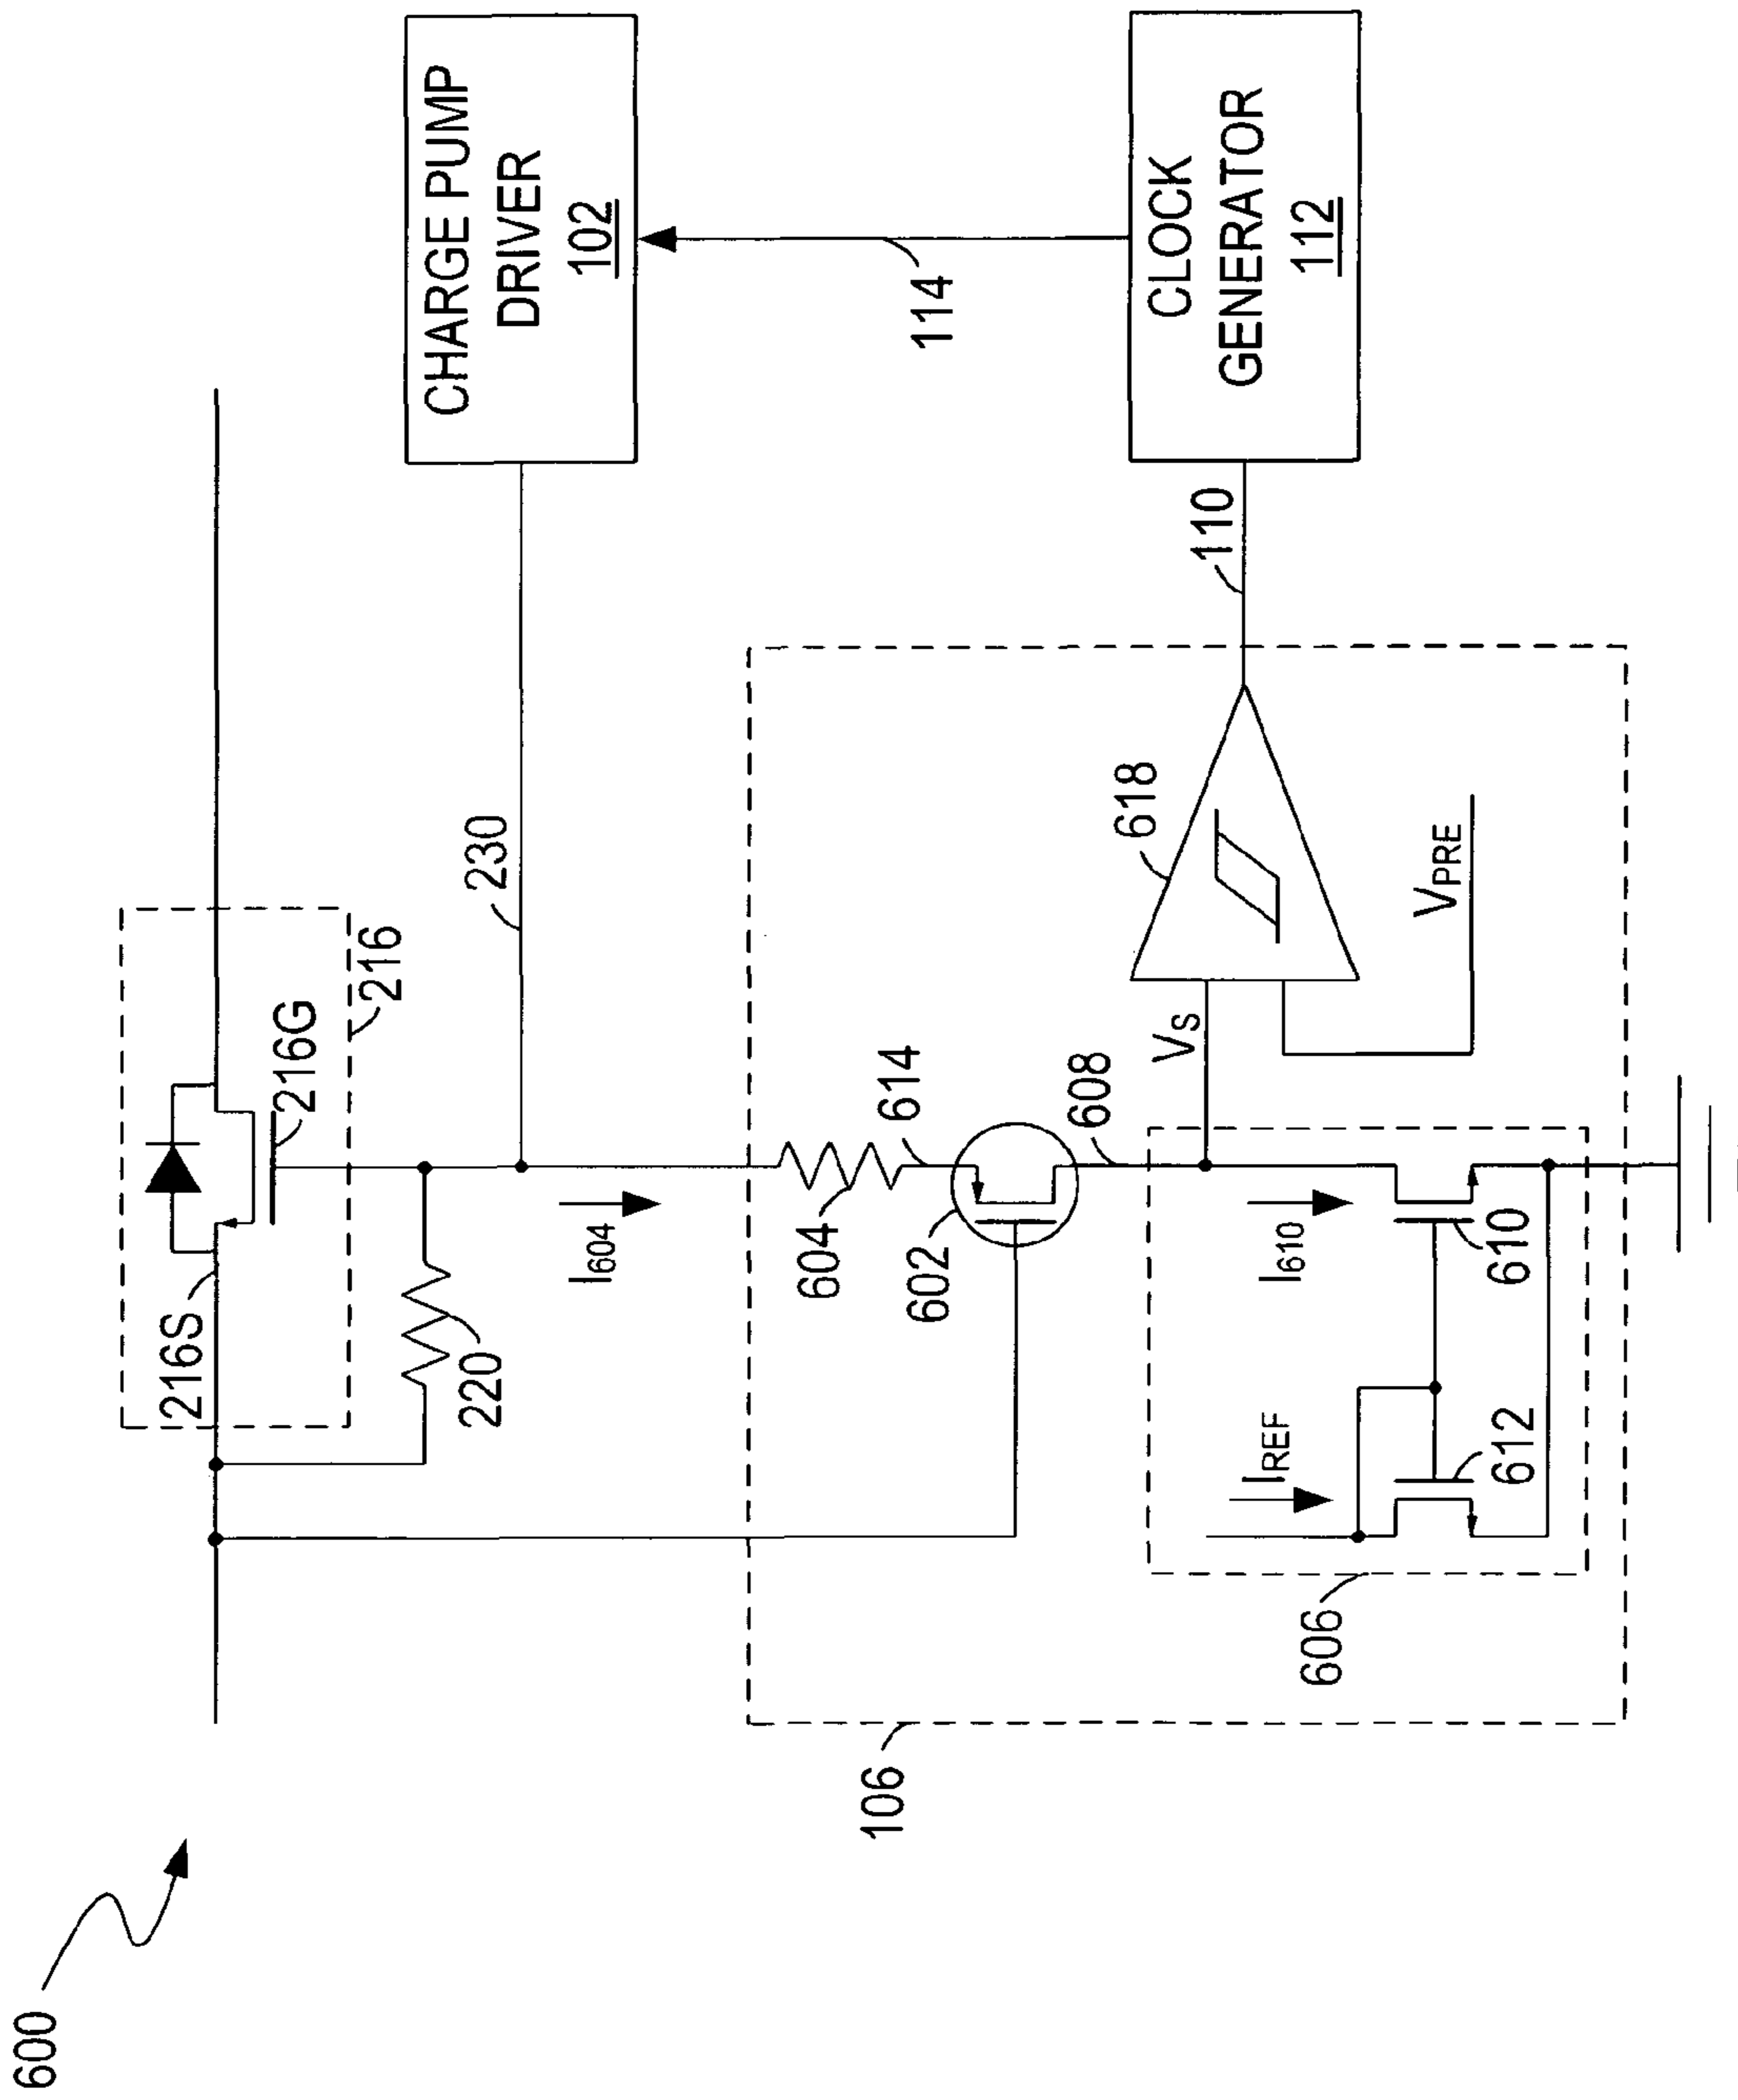 600
216S
216G
216
220
230
CHARGE PUMP
DRIVER
102
I604
114
106
604
614
602
608
VS
618
110
CLOCK
GENERATOR
112
606
IREF
612
I610
610
VPRE